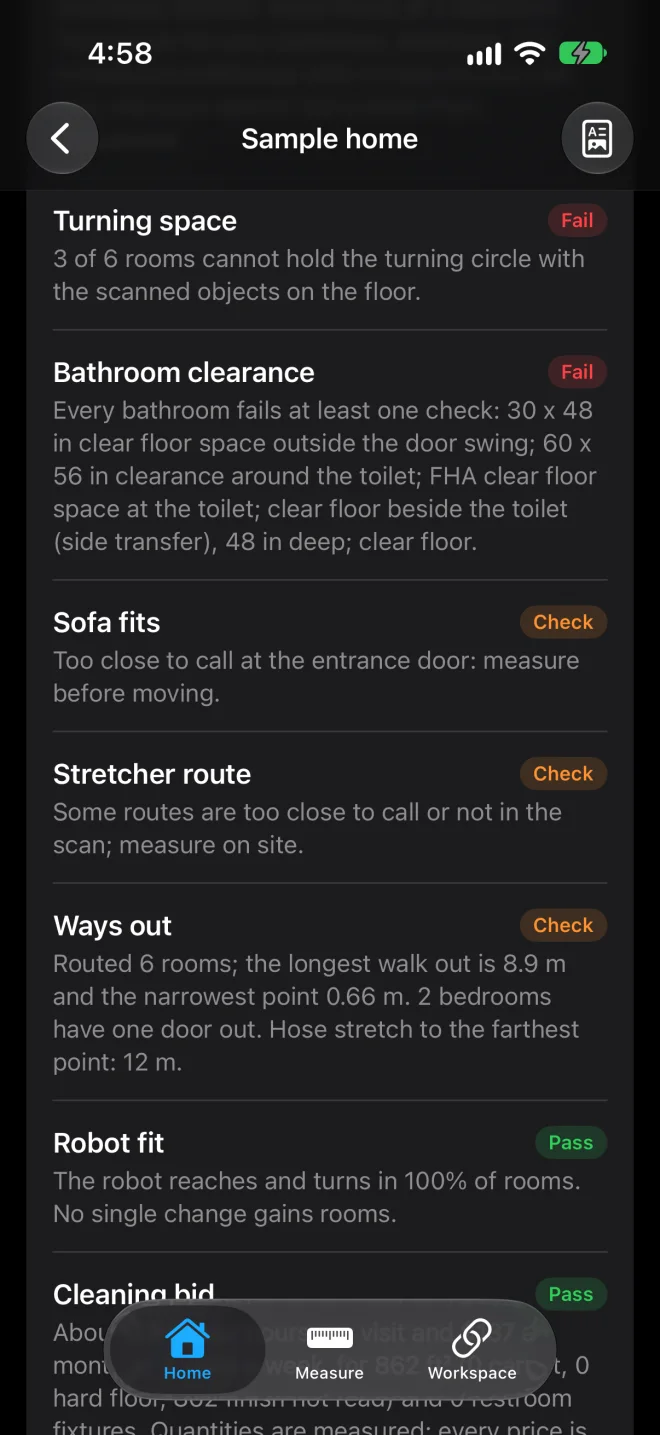 4:58
Sample home
Turning space
Fail
3 of 6 rooms cannot hold the turning circle with
the scanned objects on the floor.
Bathroom clearance
Fail
Every bathroom fails at least one check: 30 x 48
in clear floor space outside the door swing; 60 x
56 in clearance around the toilet; FHA clear floor
space at the toilet; clear floor beside the toilet
(side transfer), 48 in deep; clear floor.
Sofa fits
Check
Too close to call at the entrance door: measure
before moving.
Stretcher route
Check
Some routes are too close to call or not in the
scan; measure on site.
Ways out
Check
Routed 6 rooms; the longest walk out is 8.9 m
and the narrowest point 0.66 m. 2 bedrooms
have one door out. Hose stretch to the farthest
point: 12 m.
Robot fit
Pass
The robot reaches and turns in 100% of rooms.
No single change gains rooms.
Cleaning bid
Pass
visit and
862
0
hard floor, 862 finish not read) and 0 restroom
fixtures. Quantities are measured; every price is
Home
Measure
Workspace